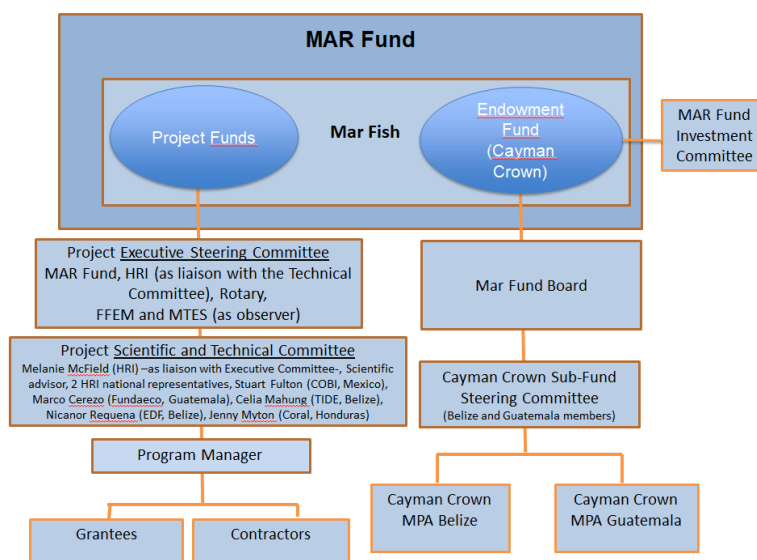 MAR Fund
Project Funds
Mar Fish
Endowment
Fund
(Cayman
Crown)
MAR Fund
Investment
Committee
Project Executive Steering Committee
MAR Fund, HRI (as liaison with the Technical
Committee), Rotary,
FFEM and MTES (as observer)
Mar Fund Board
Project Scientific and Technical Committee
Melanie McField (HRI) –as liaison with Executive Committee-, Scientific
advisor, 2 HRI national representatives, Stuart Fulton (COBI, Mexico),
Marco Cerezo (Fundaeco, Guatemala), Celia Mahung (TIDE, Belize),
Nicanor Requena (EDF, Belize), Jenny Myton (Coral, Honduras)
Cayman Crown Sub-Fund
Steering Committee
(Belize and Guatemala members)
Program Manager
Grantees
Contractors
Cayman Crown
MPA Belize
Cayman Crown
MPA Guatemala